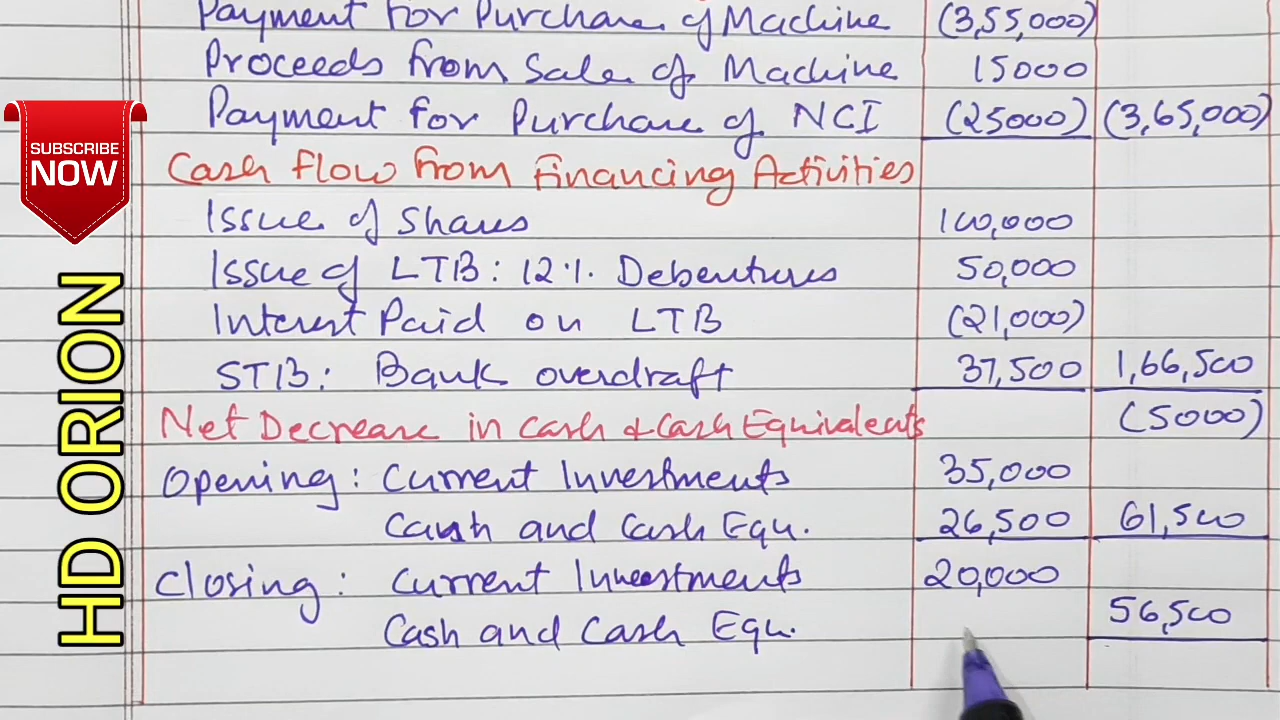 Payment for Purchase of Machine (3,55,000)
Proceeds from Sale of Machine 15000
Payment for Purchase of NCI (25000) (3,65,000)
Cash Flow from Financing Activities
Issue of Shares 100,000
Issue of LTB: 12%. Debentures 50,000
Interest Paid on LTB (21,000)
STB: Bank overdraft 37,500 1,66,500
Net Decrease in Cash & Cash Equivalents (5000)
Opening: Current Investments 35,000
Cash and Cash Equ. 26,500 61,500
Closing: Current Investments 20,000
Cash and Cash Equ. 56,500
SUBSCRIBE
NOW
HD ORION